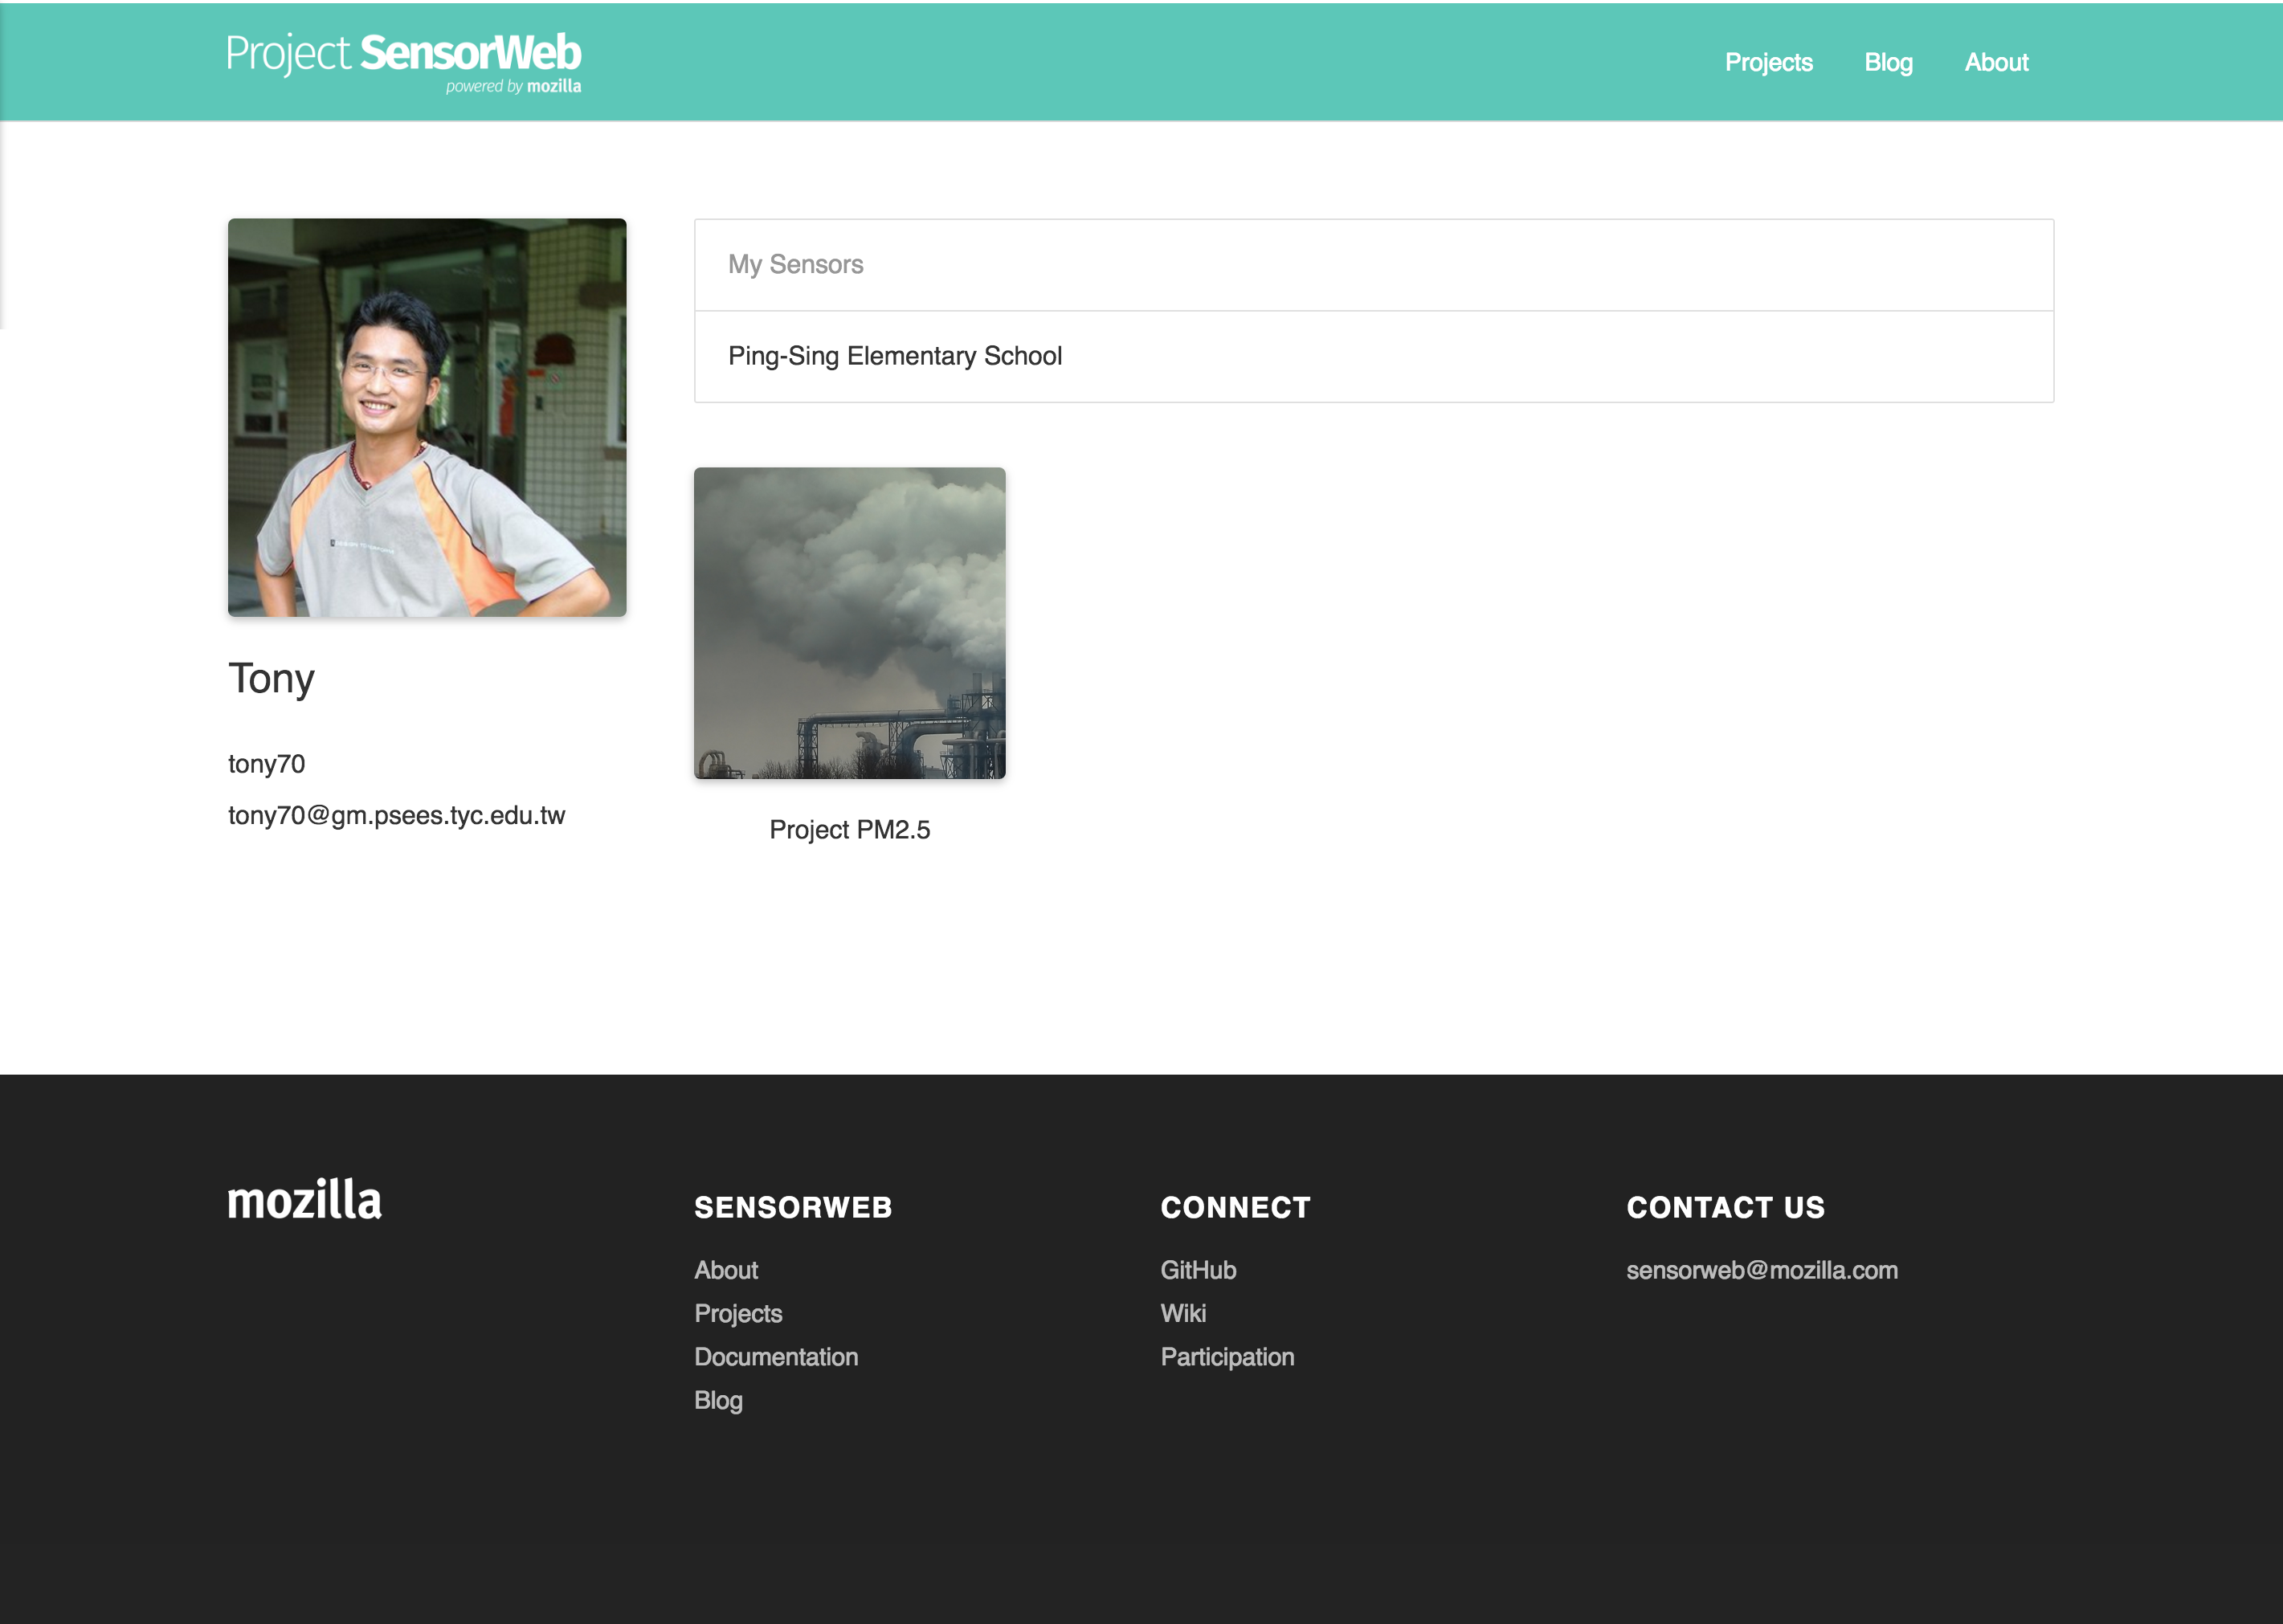 Project SensorWeb
powered by mozilla
Projects Blog About
My Sensors
Ping-Sing Elementary School
Tony
tony70
tony70@gm.psees.tyc.edu.tw
Project PM2.5
mozilla
SENSORWEB
About
Projects
Documentation
Blog
CONNECT
GitHub
Wiki
Participation
CONTACT US
sensorweb@mozilla.com